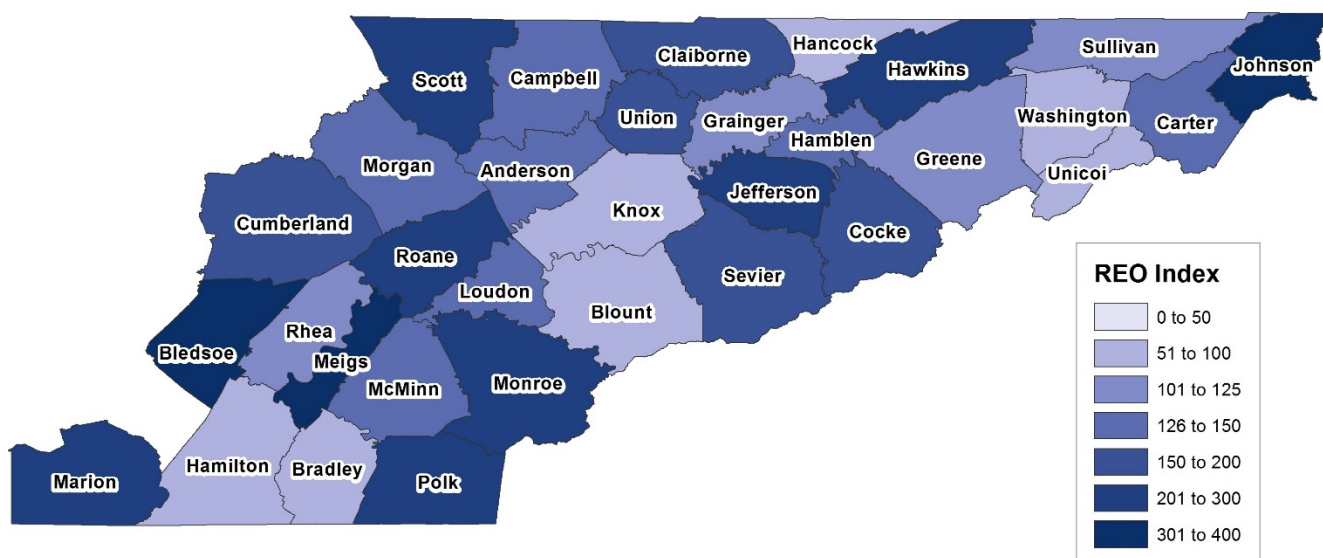 Hancock
Sullivan
Claiborne
Johnson
Scott
Campbell
Hawkins
Union
Grainger
Washington
Carter
Hamblen
Greene
Morgan
Anderson
Unicoi
Jefferson
Knox
Cumberland
Cocke
Roane
Sevier
Loudon
Blount
Rhea
Bledsoe
Meigs
McMinn
Monroe
Hamilton
Bradley
Marion
Polk
REO Index
0 to 50
51 to 100
101 to 125
126 to 150
150 to 200
201 to 300
301 to 400